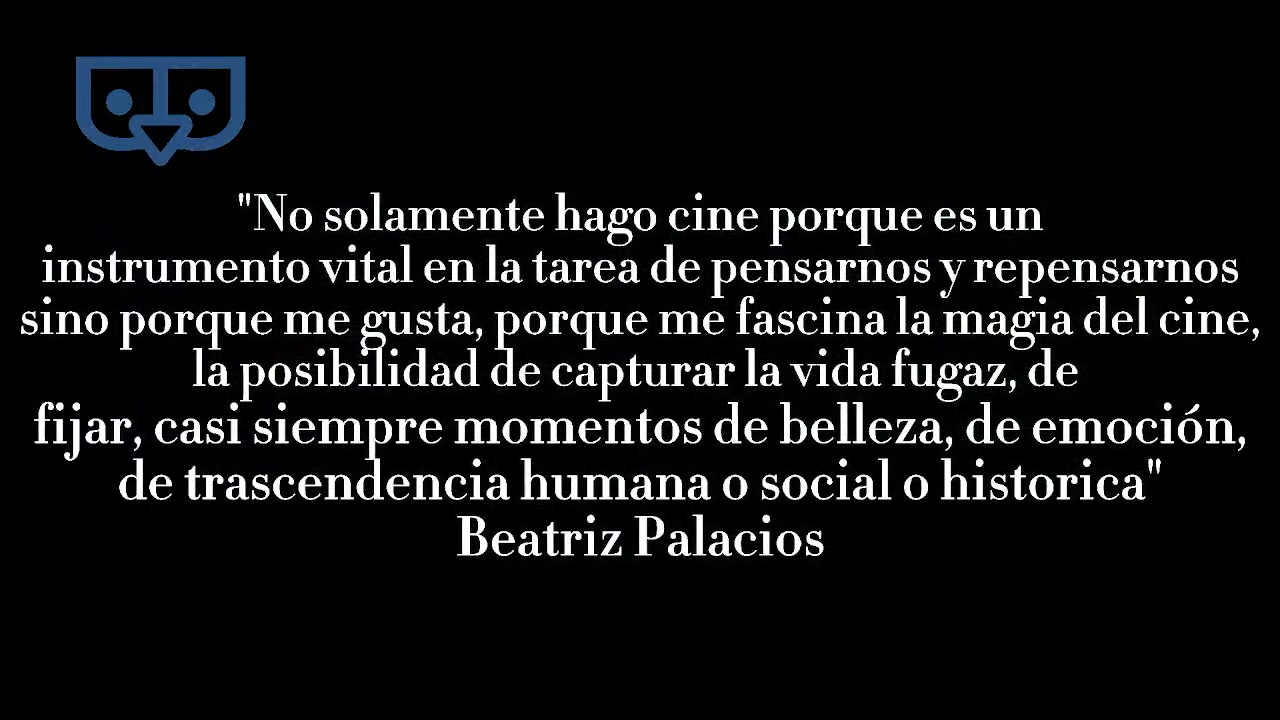 "No solamente hago cine porque es un
instrumento vital en la tarea de pensarnos y repensarnos
sino porque me gusta, porque me fascina la magia del cine,
la posibilidad de capturar la vida fugaz, de
fijar, casi siempre momentos de belleza, de emoción,
de trascendencia humana o social o historica"
Beatriz Palacios